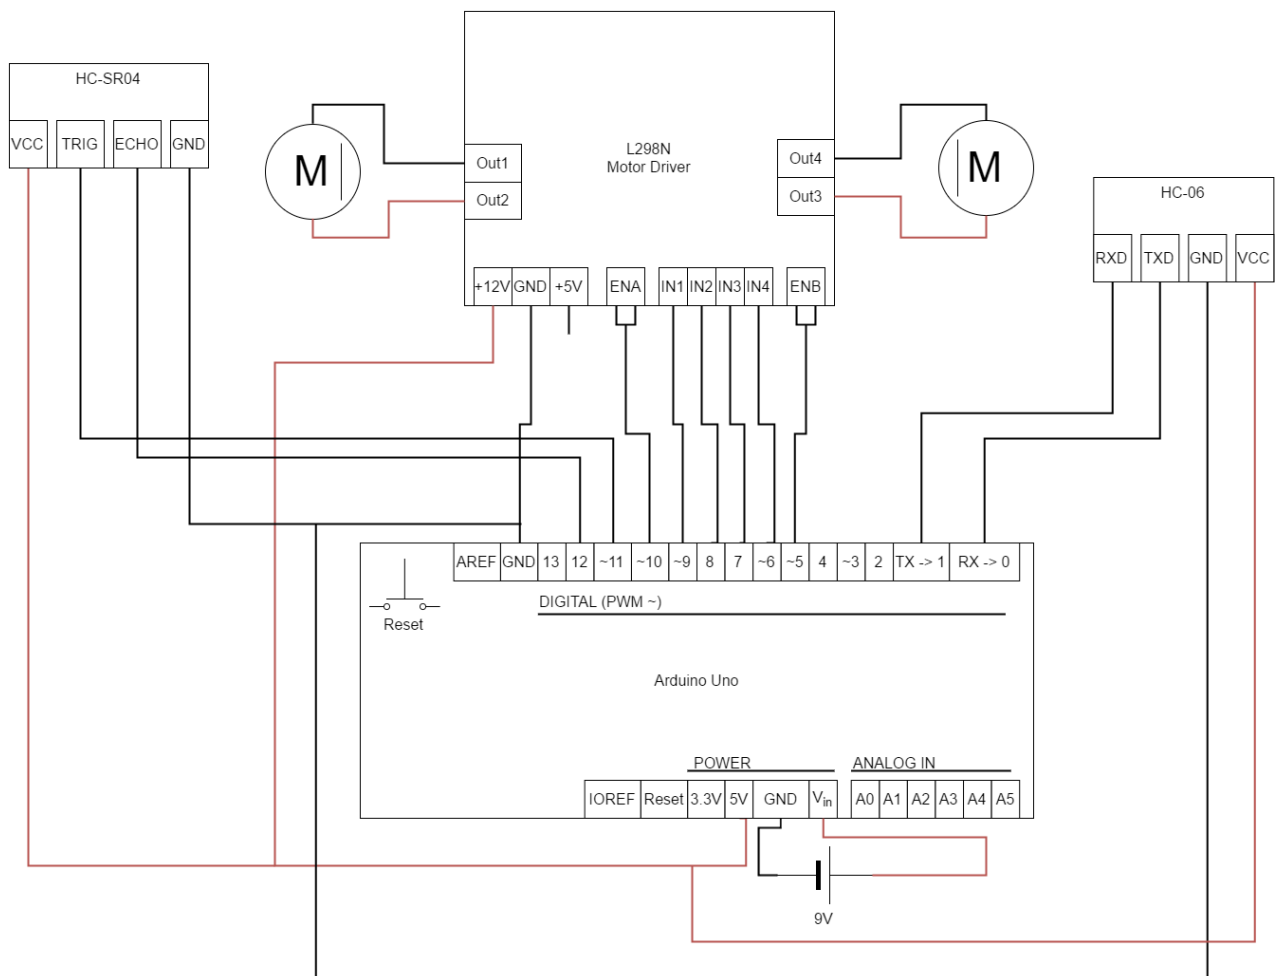 HC-SR04
VCC TRIG ECHO GND
M
L298N
Motor Driver
Out1
Out2
Out4
Out3
M
+12V GND +5V ENA IN1 IN2 IN3 IN4 ENB
HC-06
RXD TXD GND VCC
AREF GND 13 12 ~11 ~10 ~9 8 7 ~6 ~5 4 ~3 2 TX -> 1 RX -> 0
DIGITAL (PWM ~)
Reset
Arduino Uno
POWER
ANALOG IN
IOREF Reset 3.3V 5V GND Vin A0 A1 A2 A3 A4 A5
9V